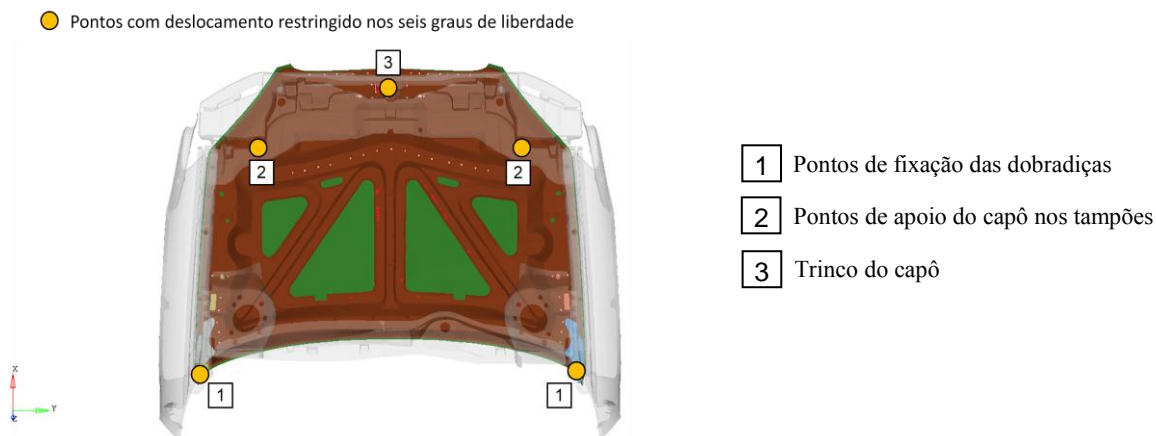 Pontos com deslocamento restringido nos seis graus de liberdade
3
2
2
1
1
X
Y
Z
1 Pontos de fixação das dobradiças
2 Pontos de apoio do capô nos tampões
3 Trinco do capô